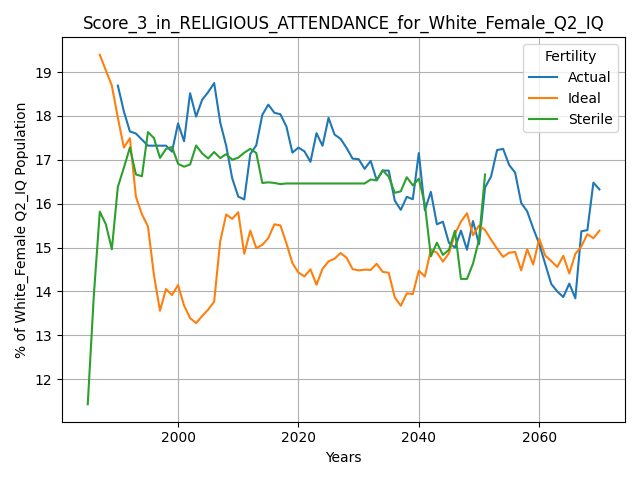 Score_3_in_RELIGIOUS_ATTENDANCE_for_White_Female_Q2_IQ
% of White_Female Q2_IQ Population
19
18
17
16
15
14
13
12
2000
2020
2040
2060
Years
Fertility
Actual
Ideal
Sterile